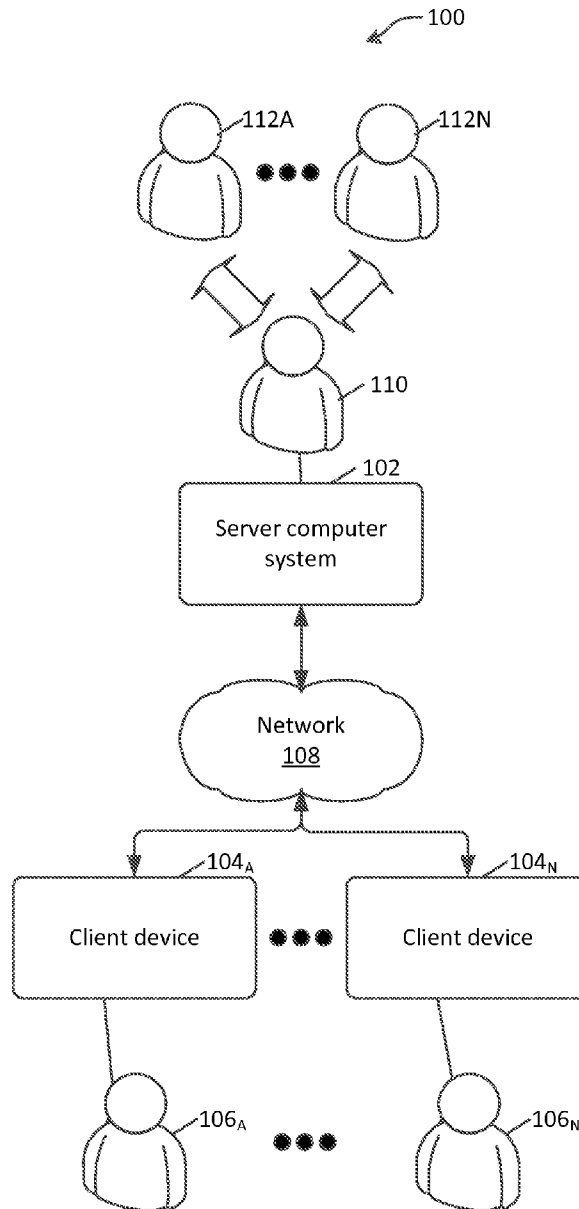 100
112A
112N
110
102
Server computer
system
Network
108
104A
104N
Client device
Client device
106A
106N